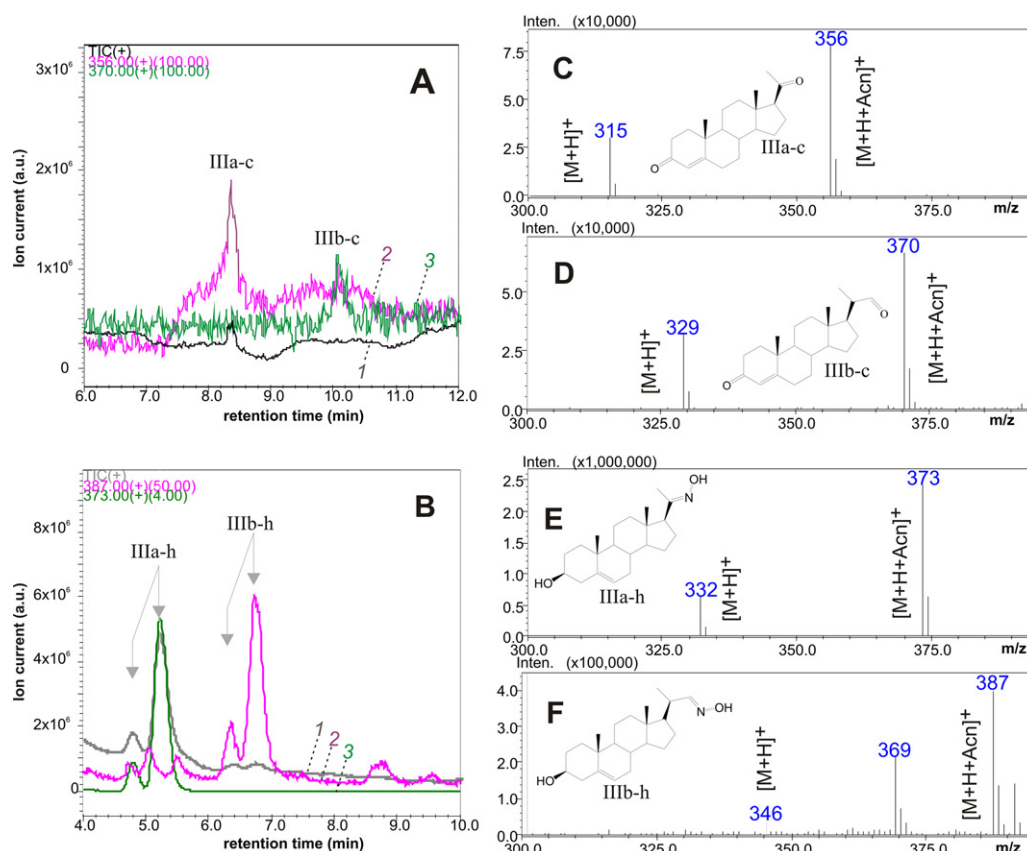 TIC(+)
356.00(+)(100.00)
370.00(+)(100.00)
A
3x10⁶
2x10⁶
1x10⁶
0
Ion current (a.u.)
IIIa-c
IIIb-c
2
3
1
6.0 7.0 8.0 9.0 10.0 11.0 12.0
retention time (min)
TIC(+)
387.00(+)(50.00)
373.00(+)(4.00)
B
8x10⁶
6x10⁶
4x10⁶
2x10⁶
0
Ion current (a.u.)
IIIa-h
IIIb-h
1 2 3
4.0 5.0 6.0 7.0 8.0 9.0 10.0
retention time (min)
Inten. (x10,000)
7.5
5.0
2.5
0.0
C
356
315
[M+H]⁺
[M+H+Acn]⁺
O
O
IIIa-c
300.0 325.0 350.0 375.0 m/z
Inten. (x10,000)
5.0
2.5
0.0
D
370
329
[M+H]⁺
[M+H+Acn]⁺
O
O
IIIb-c
300.0 325.0 350.0 375.0 m/z
Inten. (x1,000,000)
2.5
2.0
1.5
1.0
0.5
0.0
E
373
332
[M+H]⁺
[M+H+Acn]⁺
OH
N
HO
IIIa-h
300.0 325.0 350.0 375.0 m/z
Inten. (x100,000)
4.0
3.0
2.0
1.0
0.0
F
387
369
346
[M+H]⁺
[M+H+Acn]⁺
N OH
HO
IIIb-h
300.0 325.0 350.0 375.0 m/z